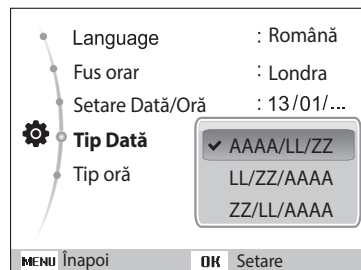 Language : Română
Fus orar : Londra
Setare Dată/Oră : 13/01/...
Tip Dată
AAAA/LL/ZZ
Tip oră
LL/ZZ/AAAA
ZZ/LL/AAAA
MENU Înapoi OK Setare